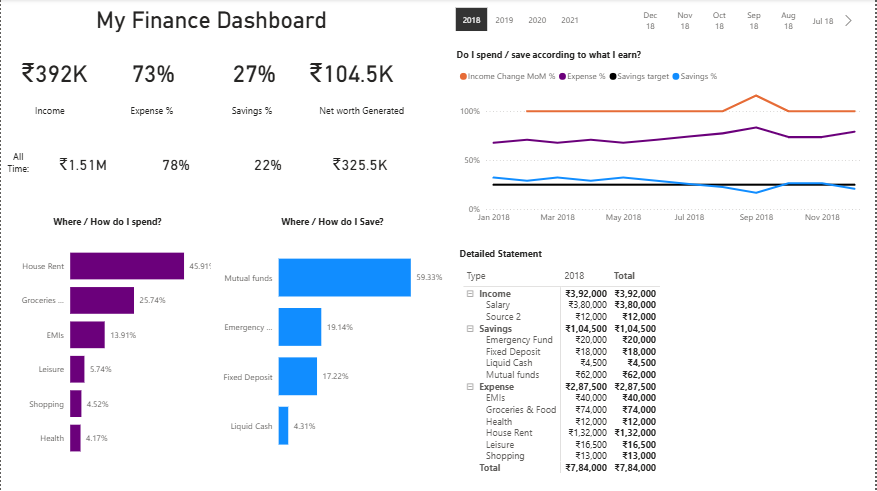 My Finance Dashboard
₹392K 73% 27% ₹104.5K
Income Expense % Savings % Net worth Generated
All Time: ₹1.51M 78% 22% ₹325.5K
Where / How do I spend?
House Rent 45.91%
Groceries ... 25.74%
EMIs 13.91%
Leisure 5.74%
Shopping 4.52%
Health 4.17%
Where / How do I Save?
Mutual funds 59.33%
Emergency ... 19.14%
Fixed Deposit 17.22%
Liquid Cash 4.31%
2018 2019 2020 2021
Dec 18 Nov 18 Oct 18 Sep 18 Aug 18 Jul 18
Do I spend / save according to what I earn?
Income Change MoM % Expense % Savings target Savings %
100%
50%
0%
Jan 2018 Mar 2018 May 2018 Jul 2018 Sep 2018 Nov 2018
Detailed Statement
Type 2018 Total
Income ₹3,92,000 ₹3,92,000
Salary ₹3,80,000 ₹3,80,000
Source 2 ₹12,000 ₹12,000
Savings ₹1,04,500 ₹1,04,500
Emergency Fund ₹20,000 ₹20,000
Fixed Deposit ₹18,000 ₹18,000
Liquid Cash ₹4,500 ₹4,500
Mutual funds ₹62,000 ₹62,000
Expense ₹2,87,500 ₹2,87,500
EMIs ₹40,000 ₹40,000
Groceries & Food ₹74,000 ₹74,000
Health ₹12,000 ₹12,000
House Rent ₹1,32,000 ₹1,32,000
Leisure ₹16,500 ₹16,500
Shopping ₹13,000 ₹13,000
Total ₹7,84,000 ₹7,84,000